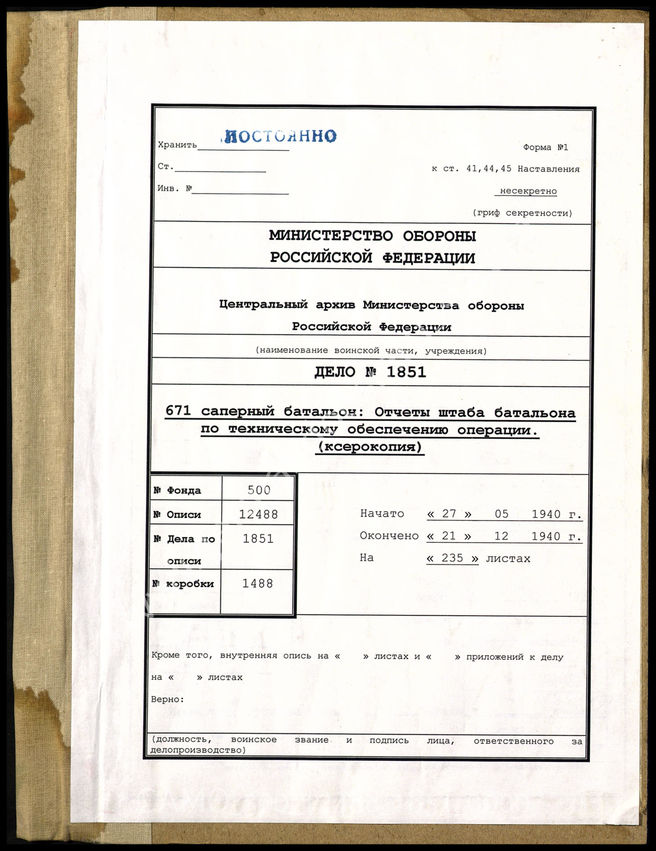 Хранить ПОСТОЯННО
Форма №1
Ст.
к ст. 41,44,45 Наставления
Инв. №
несекретно
(гриф секретности)
МИНИСТЕРСТВО ОБОРОНЫ
РОССИЙСКОЙ ФЕДЕРАЦИИ
Центральный архив Министерства обороны
Российской Федерации
(наименование воинской части, учреждения)
ДЕЛО № 1851
671 саперный батальон: Отчеты штаба батальона
по техническому обеспечению операции.
(ксерокопия)
№ Фонда 500
№ Описи 12488
№ Дела по описи 1851
№ коробки 1488
Начато « 27 » 05 1940 г.
Окончено « 21 » 12 1940 г.
На « 235 » листах
Кроме того, внутренняя опись на « » листах и « » приложений к делу
на « » листах
Верно:
(должность, воинское звание и подпись лица, ответственного за
делопроизводство)